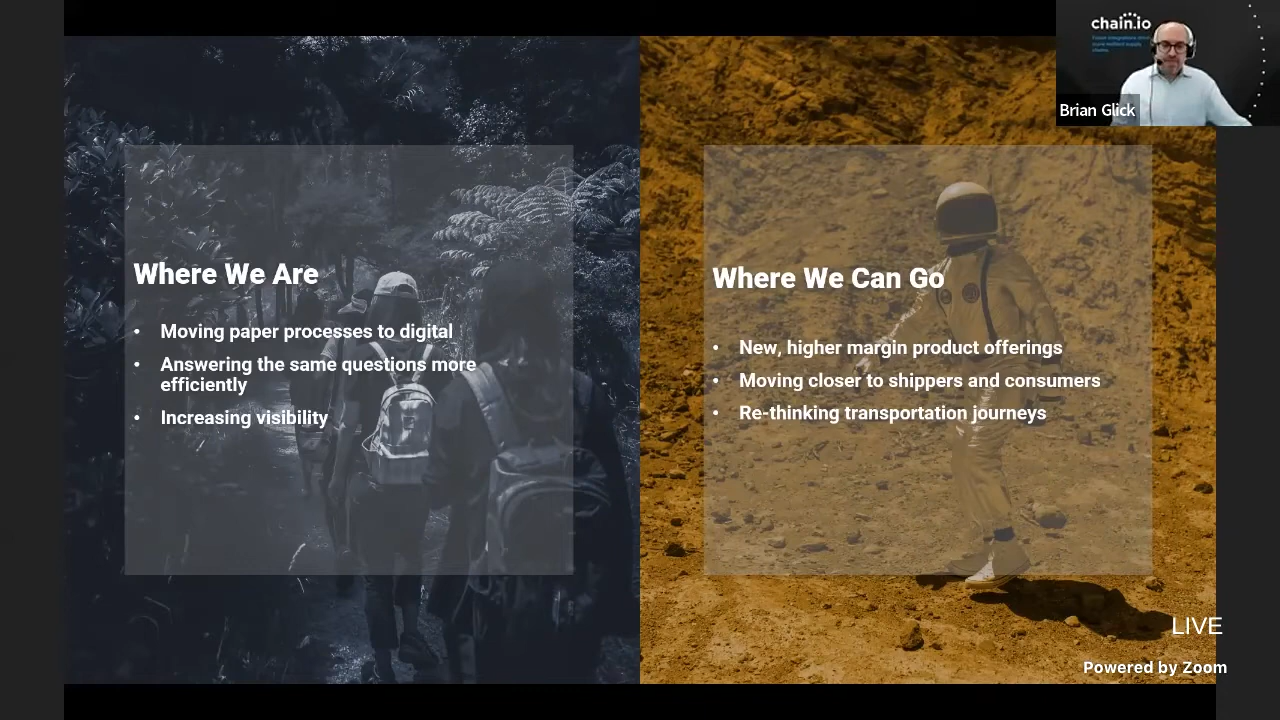 chain.io
Brian Glick
Where We Are
• Moving paper processes to digital
• Answering the same questions more
efficiently
• Increasing visibility
Where We Can Go
• New, higher margin product offerings
• Moving closer to shippers and consumers
• Re-thinking transportation journeys
LIVE
Powered by Zoom